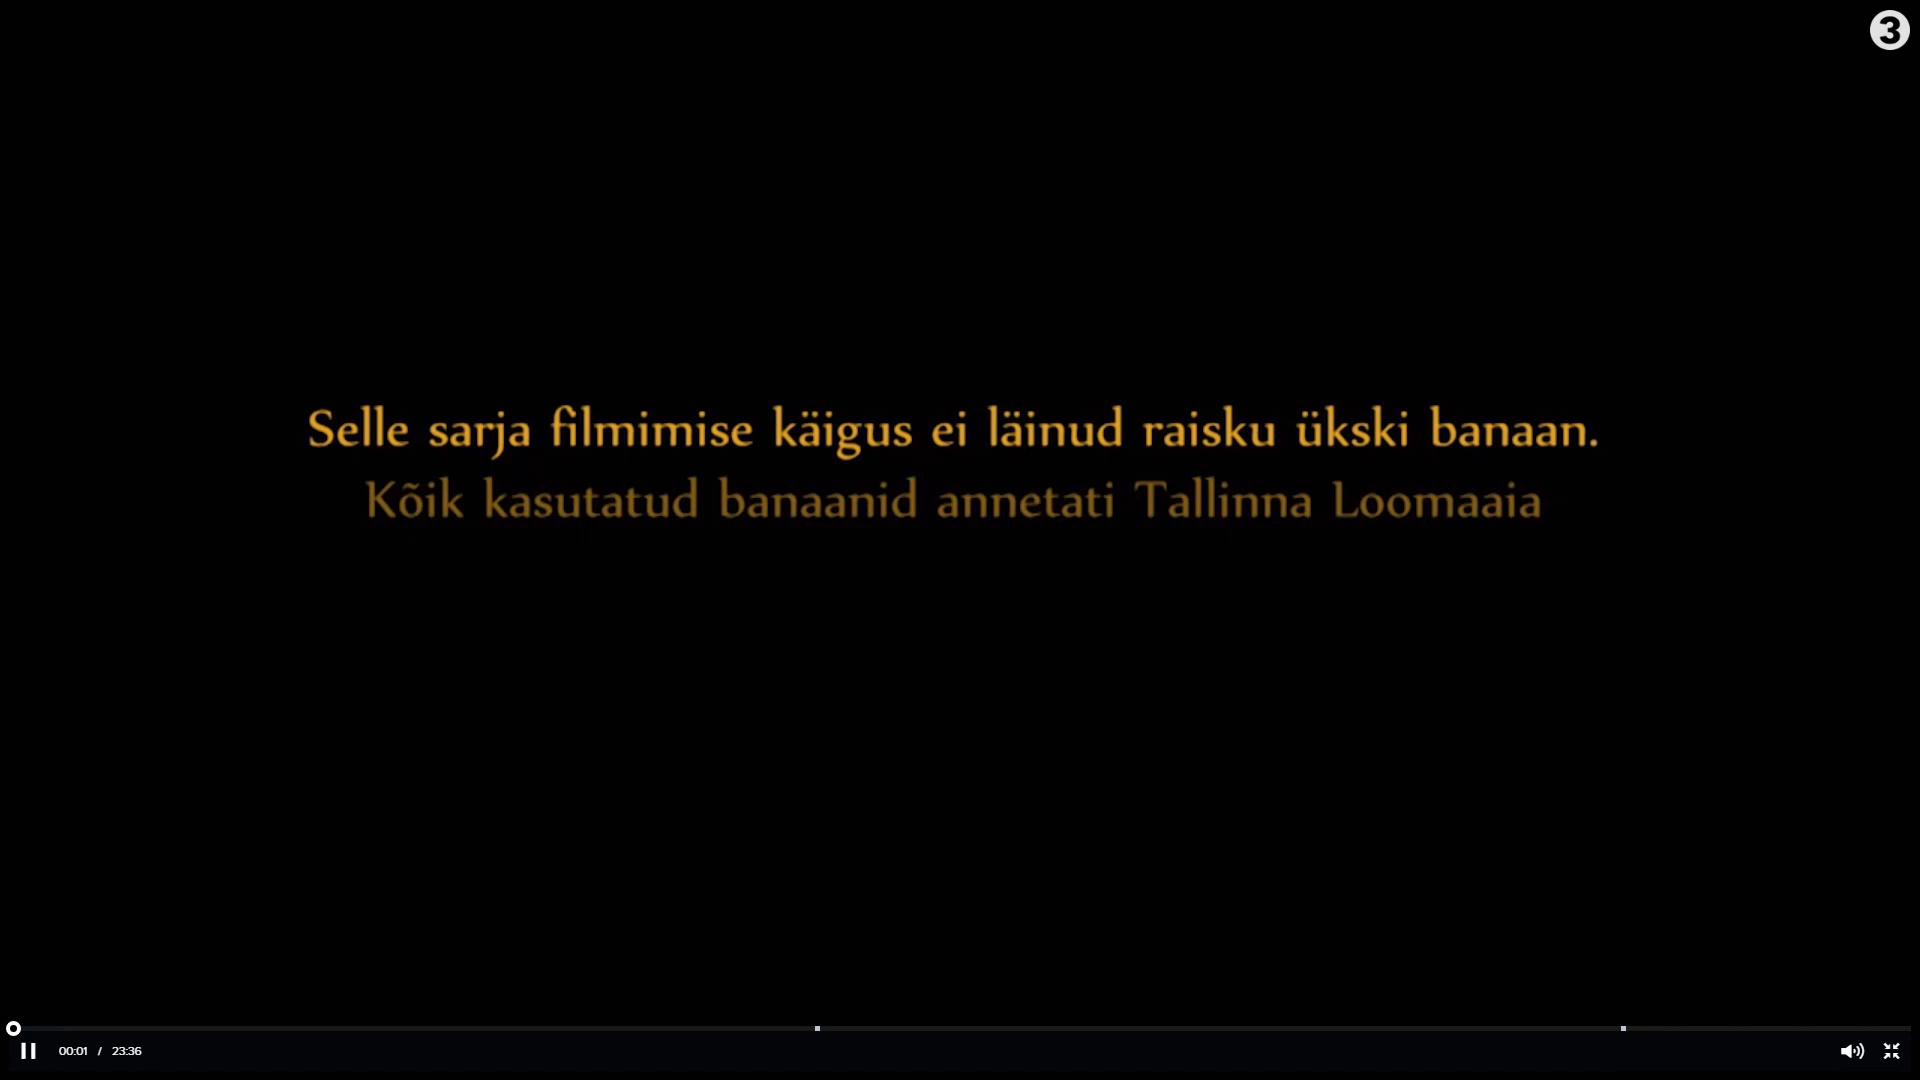 3
Selle sarja filmimise käigus ei läinud raisku ükski banaan.
Kõik kasutatud banaanid annetati Tallinna Loomaaia
00:01 / 23:36